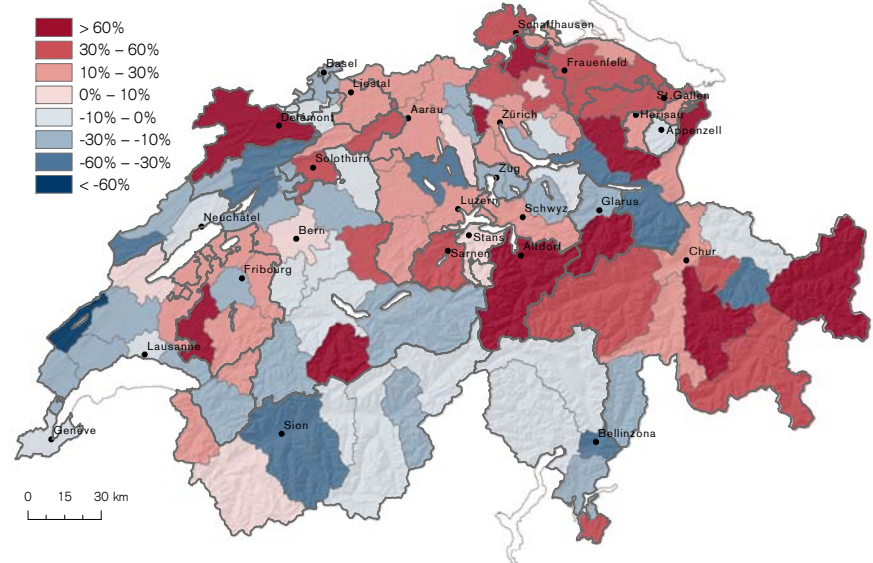 > 60%
30% – 60%
10% – 30%
0% – 10%
-10% – 0%
-30% – -10%
-60% – -30%
< -60%
Schaffhausen
Basel
Frauenfeld
Liestal
St.Gallen
Aarau
Delémont
Zürich
Herisau
Appenzell
Solothurn
Zug
Luzern
Glarus
Neuchâtel
Schwyz
Bern
Stans
Sarnen
Altdorf
Chur
Fribourg
Lausanne
Sion
Genève
Bellinzona
0 15 30 km